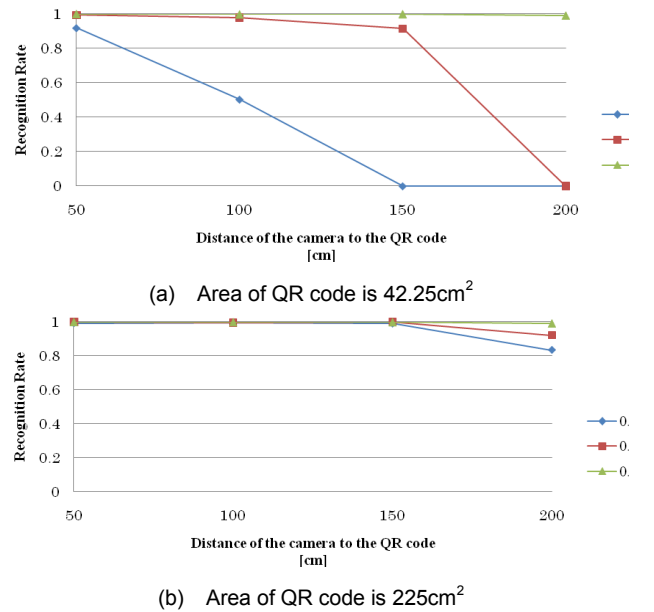 1
0.8
0.6
0.4
0.2
0
Recognition Rate
50 100 150 200
Distance of the camera to the QR code
[cm]
(a) Area of QR code is 42.25cm²
1
0.8
0.6
0.4
0.2
0
Recognition Rate
50 100 150 200
0.
0.
0.
Distance of the camera to the QR code
[cm]
(b) Area of QR code is 225cm²